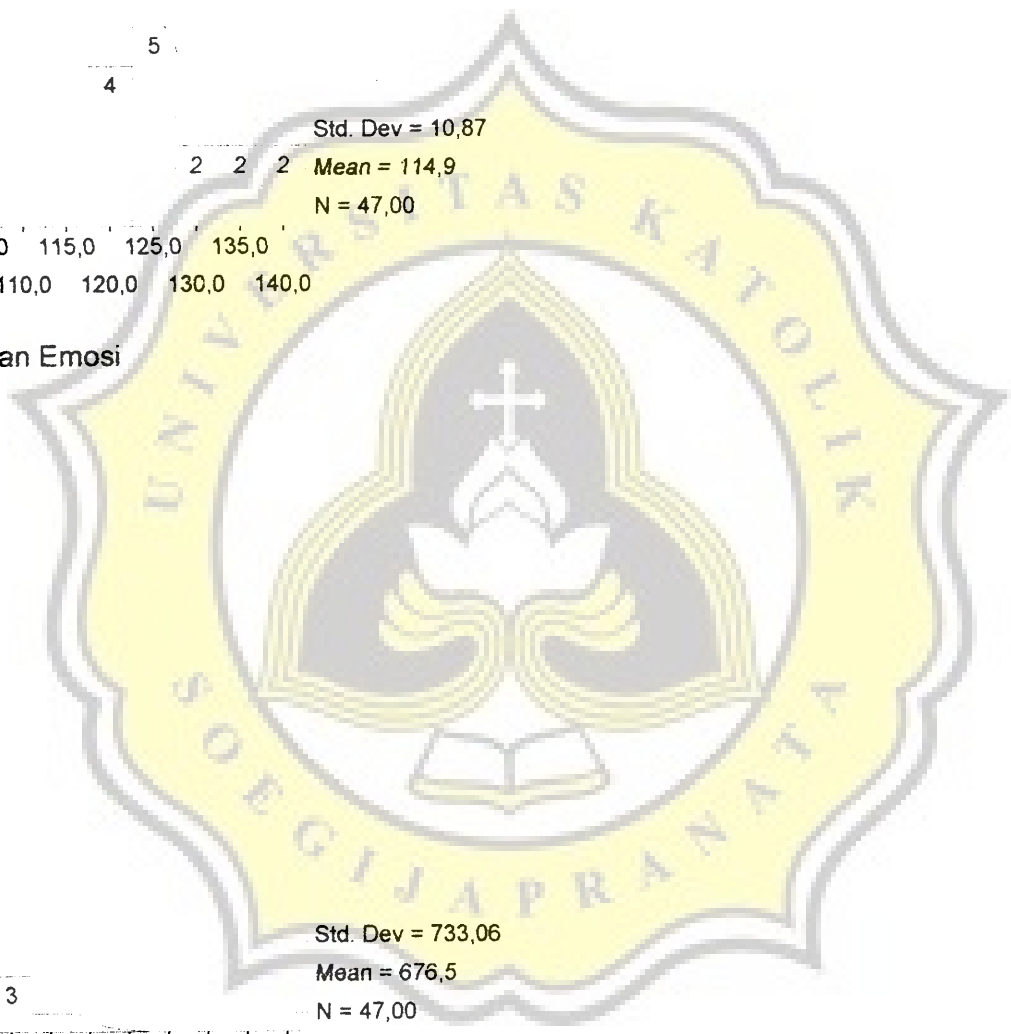 5
4
Std. Dev = 10,87
2 2 2 Mean = 114,9
N = 47,00
0 115,0 125,0 135,0
110,0 120,0 130,0 140,0
an Emosi
UNIVERSITAS KATOLIK
SOEGIJAPRANATA
Std. Dev = 733,06
Mean = 676,5
3
N = 47,00